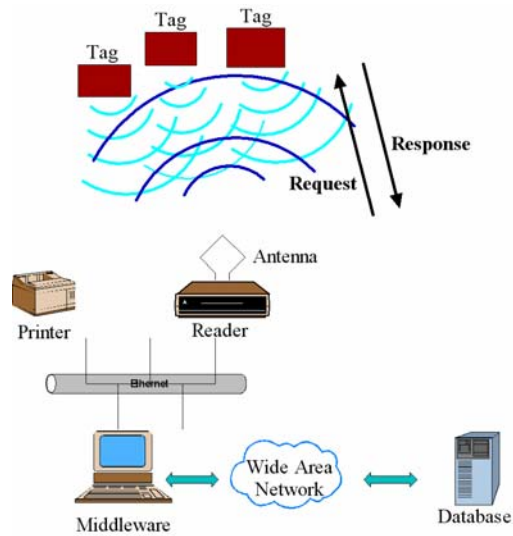 Tag
Tag
Tag
Response
Request
Antenna
Printer
Reader
Ethernet
Wide Area
Network
Middleware
Database